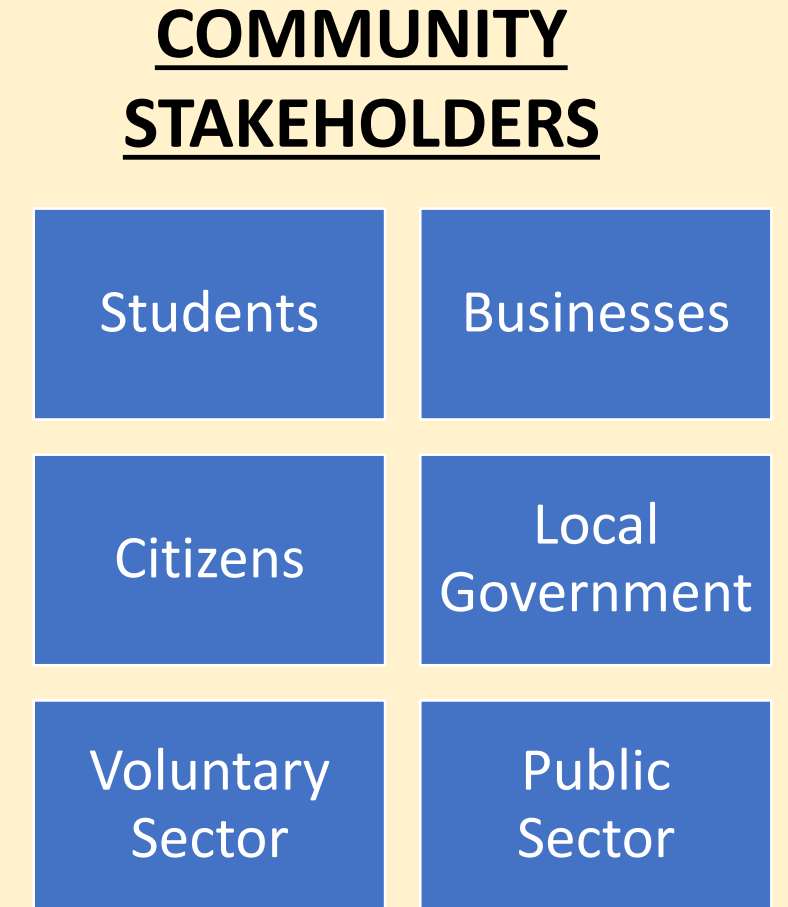 COMMUNITY
STAKEHOLDERS
Students
Businesses
Citizens
Local
Government
Voluntary
Sector
Public
Sector